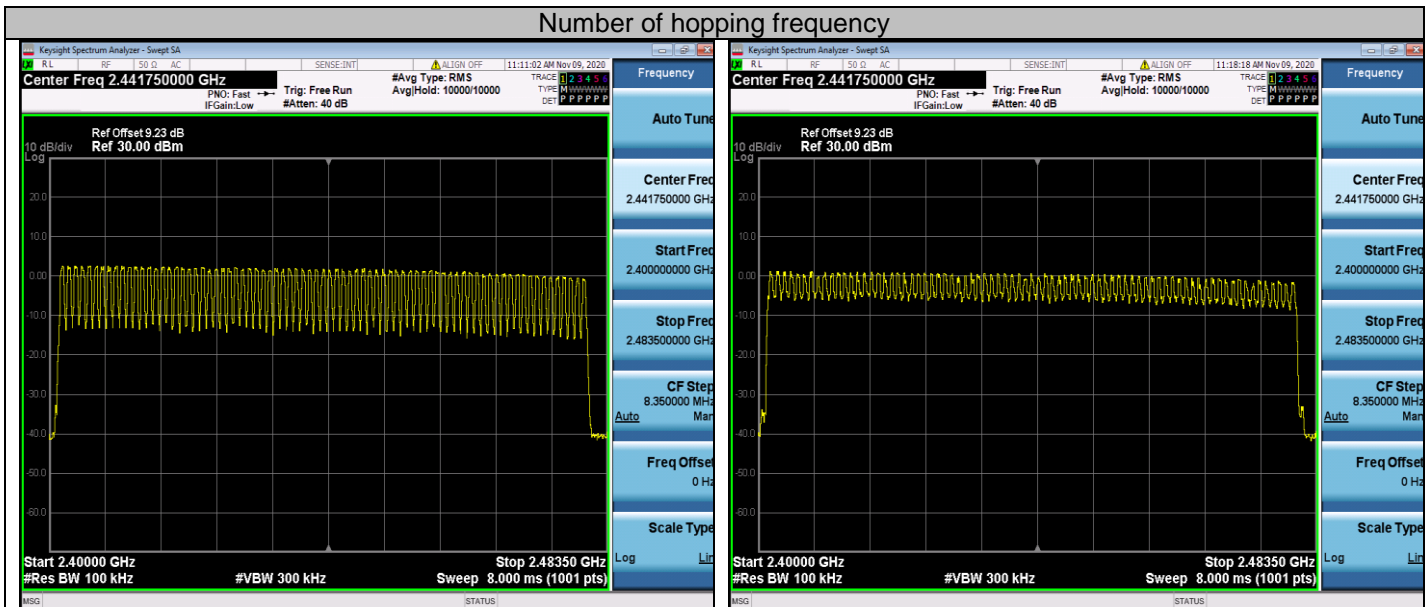 Number of hopping frequency
Keysight Spectrum Analyzer - Swept SA
RL RF 50 Ω AC SENSE:INT ALIGN OFF 11:11:02 AM Nov 09, 2020
Center Freq 2.441750000 GHz
PNO: Fast
IFGain:Low
Trig: Free Run
#Atten: 40 dB
#Avg Type: RMS
Avg|Hold: 10000/10000
TRACE 1 2 3 4 5 6
TYPE M WWWWW
DET P P P P P P
Ref Offset 9.23 dB
10 dB/div Ref 30.00 dBm
Log
20.0
10.0
0.00
-10.0
-20.0
-30.0
-40.0
-50.0
-60.0
Start 2.40000 GHz Stop 2.48350 GHz
#Res BW 100 kHz #VBW 300 kHz Sweep 8.000 ms (1001 pts)
MSG STATUS
Frequency
Auto Tune
Center Freq
2.441750000 GHz
Start Freq
2.400000000 GHz
Stop Freq
2.483500000 GHz
CF Step
8.350000 MHz
Auto Man
Freq Offset
0 Hz
Scale Type
Log Lin
Keysight Spectrum Analyzer - Swept SA
RL RF 50 Ω AC SENSE:INT ALIGN OFF 11:18:18 AM Nov 09, 2020
Center Freq 2.441750000 GHz
PNO: Fast
IFGain:Low
Trig: Free Run
#Atten: 40 dB
#Avg Type: RMS
Avg|Hold: 10000/10000
TRACE 1 2 3 4 5 6
TYPE M WWWWW
DET P P P P P P
Ref Offset 9.23 dB
10 dB/div Ref 30.00 dBm
Log
20.0
10.0
0.00
-10.0
-20.0
-30.0
-40.0
-50.0
-60.0
Start 2.40000 GHz Stop 2.48350 GHz
#Res BW 100 kHz #VBW 300 kHz Sweep 8.000 ms (1001 pts)
MSG STATUS
Frequency
Auto Tune
Center Freq
2.441750000 GHz
Start Freq
2.400000000 GHz
Stop Freq
2.483500000 GHz
CF Step
8.350000 MHz
Auto Man
Freq Offset
0 Hz
Scale Type
Log Lin